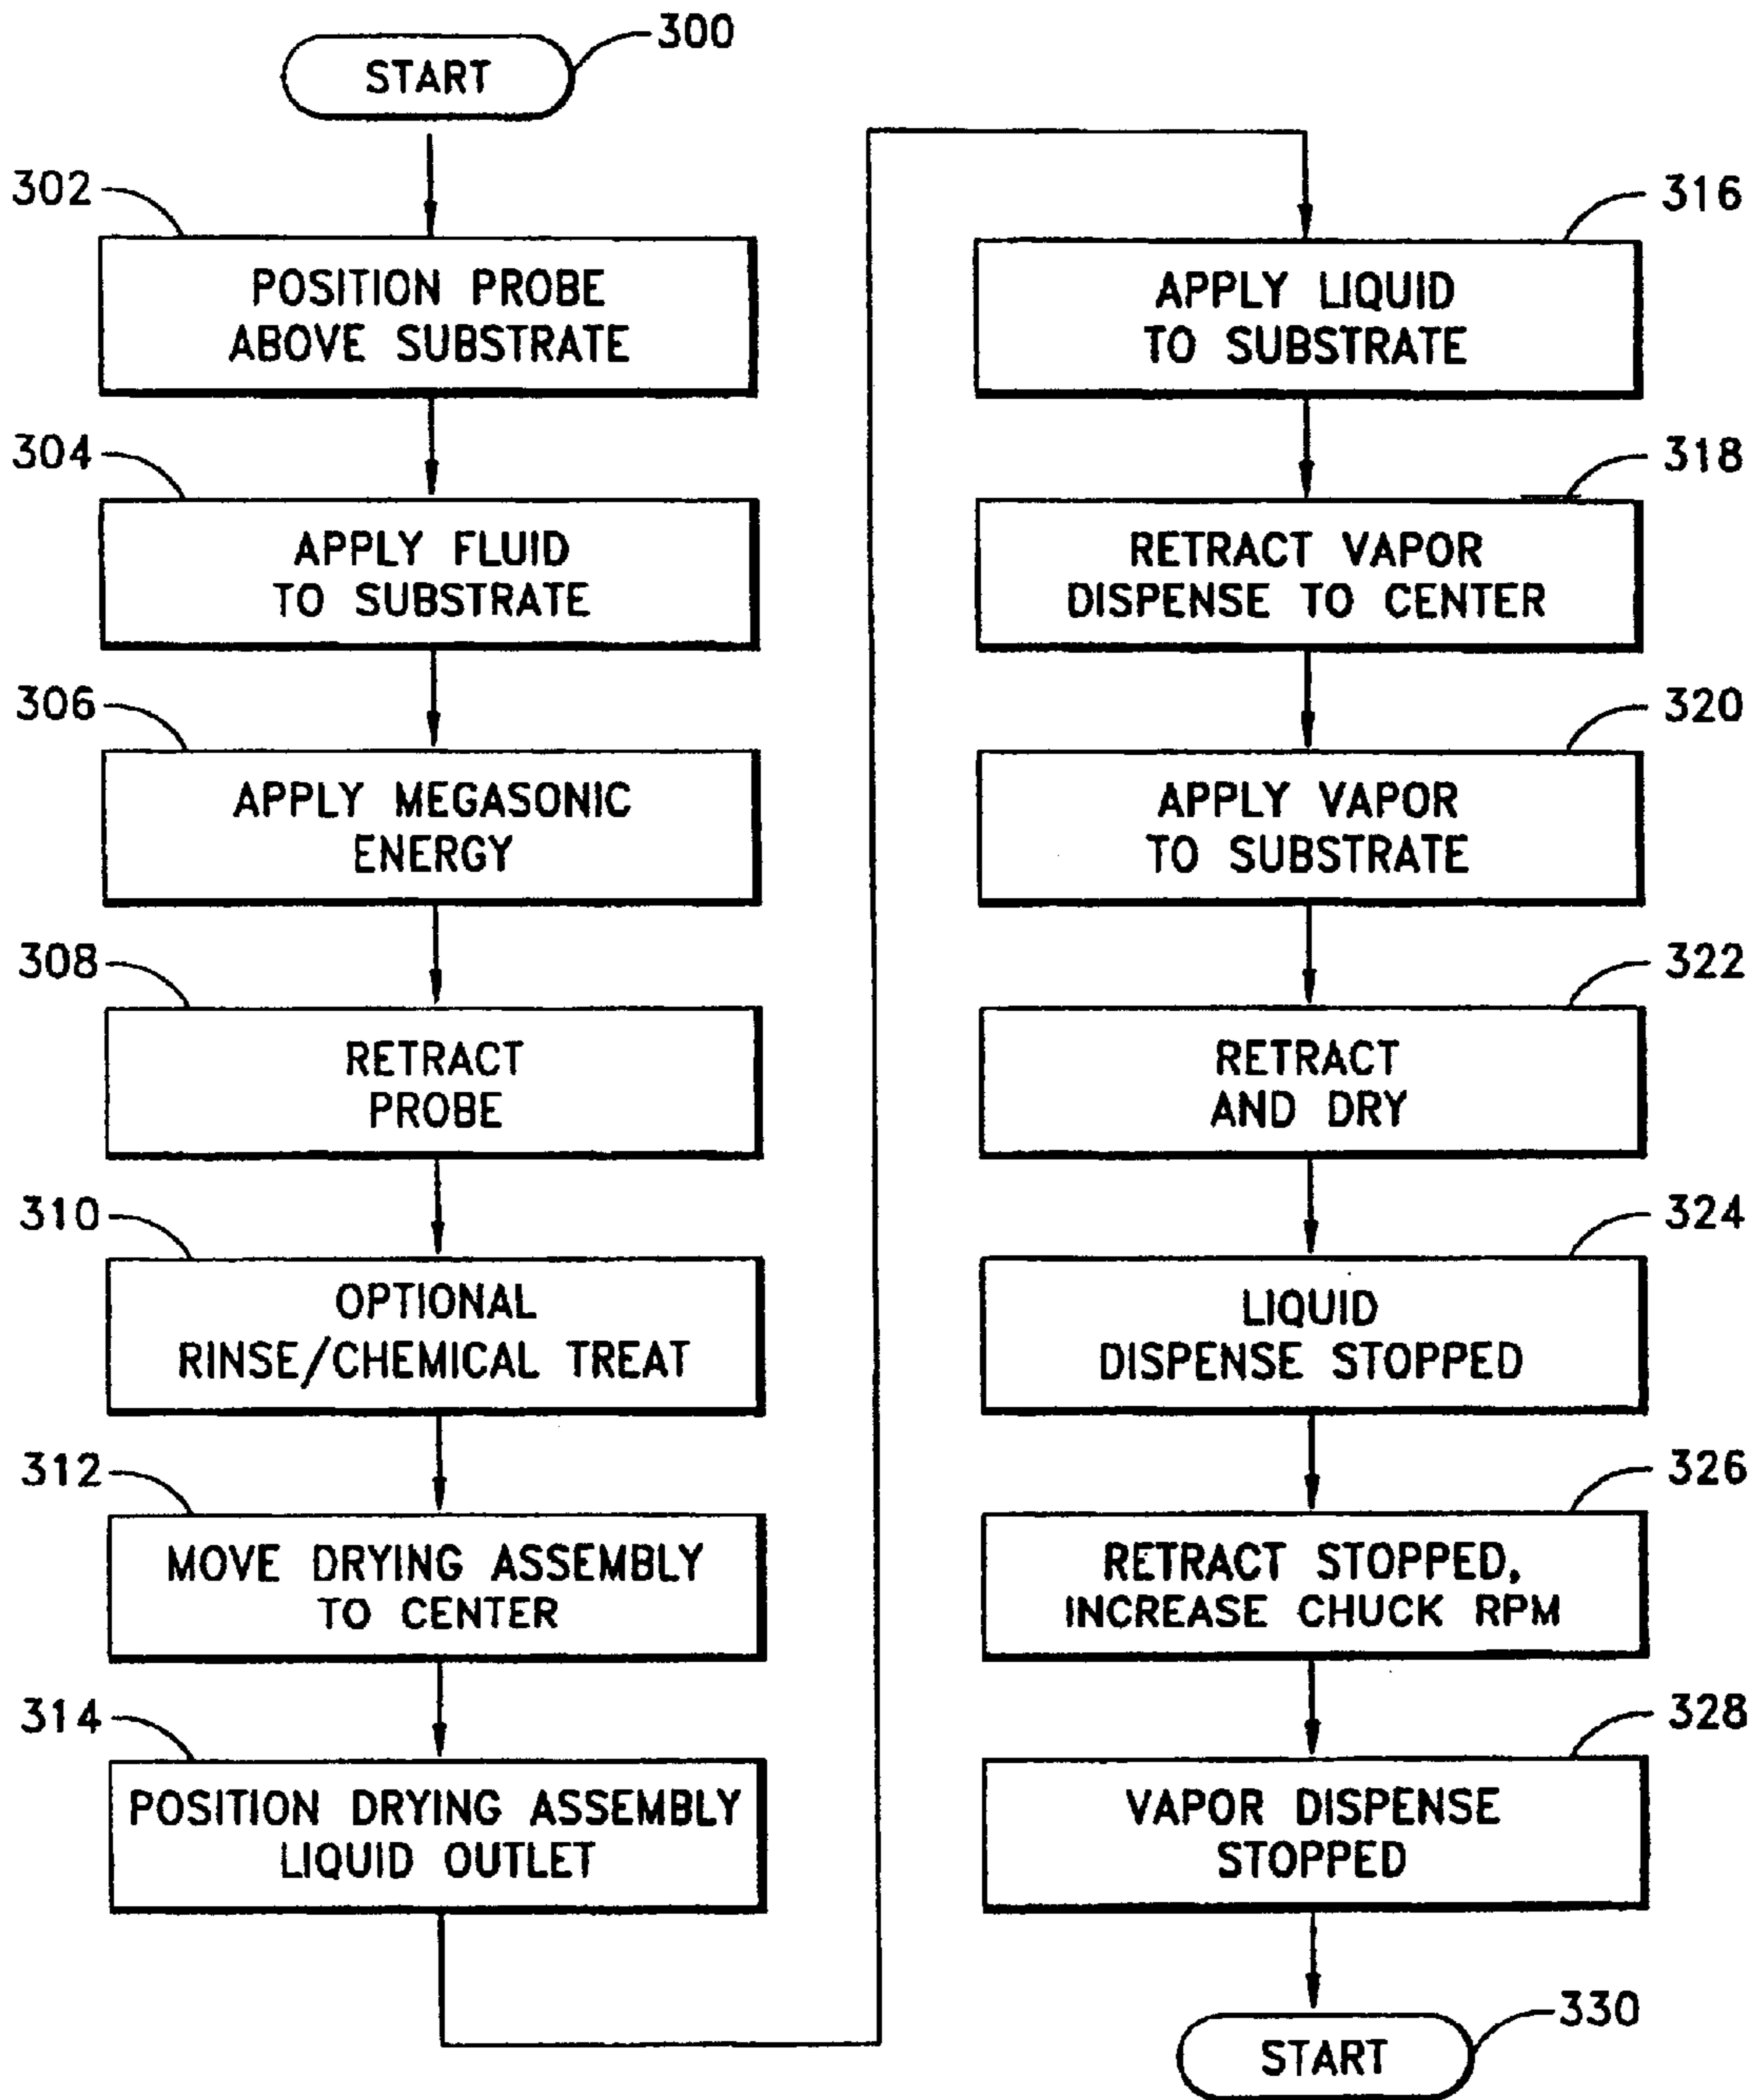 START
300
302
POSITION PROBE
ABOVE SUBSTRATE
304
APPLY FLUID
TO SUBSTRATE
306
APPLY MEGASONIC
ENERGY
308
RETRACT
PROBE
310
OPTIONAL
RINSE/CHEMICAL TREAT
312
MOVE DRYING ASSEMBLY
TO CENTER
314
POSITION DRYING ASSEMBLY
LIQUID OUTLET
316
APPLY LIQUID
TO SUBSTRATE
318
RETRACT VAPOR
DISPENSE TO CENTER
320
APPLY VAPOR
TO SUBSTRATE
322
RETRACT
AND DRY
324
LIQUID
DISPENSE STOPPED
326
RETRACT STOPPED,
INCREASE CHUCK RPM
328
VAPOR DISPENSE
STOPPED
330
START